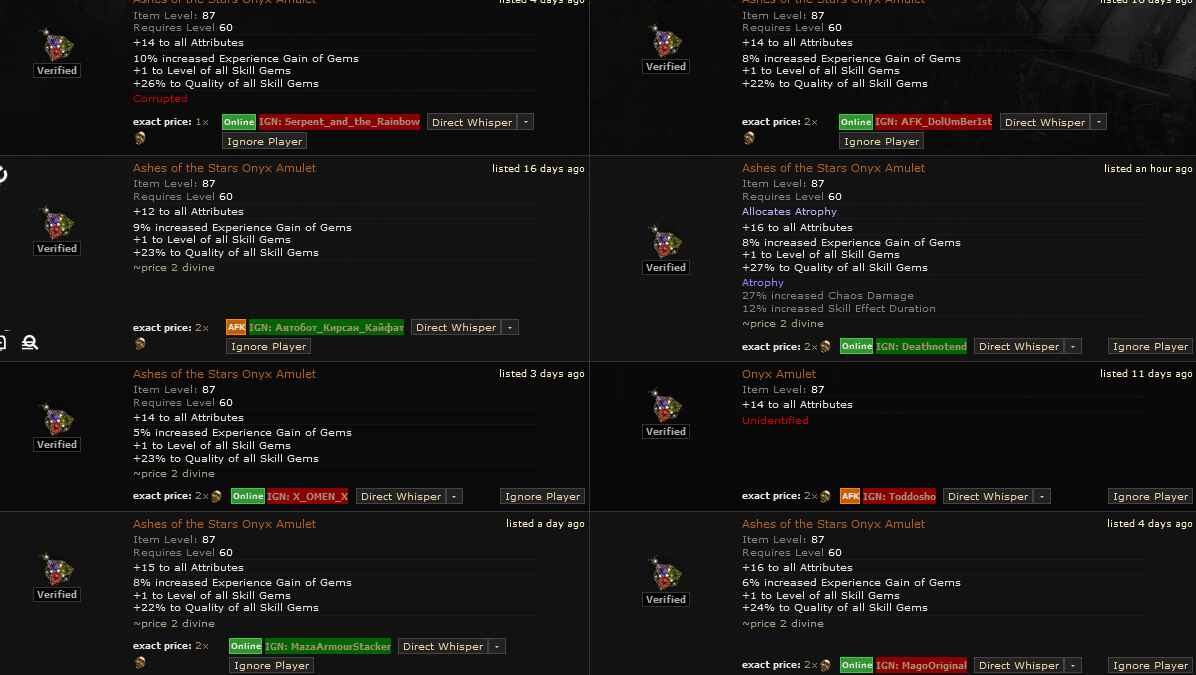 Ashes of the Stars Onyx Amulet
listed 4 days ago
Item Level: 87
Requires Level 60
+14 to all Attributes
10% increased Experience Gain of Gems
+1 to Level of all Skill Gems
+26% to Quality of all Skill Gems
Corrupted
Verified
exact price: 1×
Online IGN: Serpent_and_the_Rainbow Direct Whisper -
Ignore Player
Ashes of the Stars Onyx Amulet
listed 16 days ago
Item Level: 87
Requires Level 60
+14 to all Attributes
8% increased Experience Gain of Gems
+1 to Level of all Skill Gems
+22% to Quality of all Skill Gems
Verified
exact price: 2×
Online IGN: AFK_DolUmBerIst Direct Whisper -
Ignore Player
Ashes of the Stars Onyx Amulet
listed 16 days ago
Item Level: 87
Requires Level 60
+12 to all Attributes
9% increased Experience Gain of Gems
+1 to Level of all Skill Gems
+23% to Quality of all Skill Gems
~price 2 divine
Verified
exact price: 2×
AFK IGN: Автобот_Кирсан_Кайфат Direct Whisper -
Ignore Player
Ashes of the Stars Onyx Amulet
listed an hour ago
Item Level: 87
Requires Level 60
Allocates Atrophy
+16 to all Attributes
8% increased Experience Gain of Gems
+1 to Level of all Skill Gems
+27% to Quality of all Skill Gems
Atrophy
27% increased Chaos Damage
12% increased Skill Effect Duration
~price 2 divine
Verified
exact price: 2×
Online IGN: Deathnotend Direct Whisper -
Ignore Player
Ashes of the Stars Onyx Amulet
listed 3 days ago
Item Level: 87
Requires Level 60
+14 to all Attributes
5% increased Experience Gain of Gems
+1 to Level of all Skill Gems
+23% to Quality of all Skill Gems
~price 2 divine
Verified
exact price: 2×
Online IGN: X_OMEN_X Direct Whisper -
Ignore Player
Onyx Amulet
listed 11 days ago
Item Level: 87
+14 to all Attributes
Unidentified
Verified
exact price: 2×
AFK IGN: Toddosho Direct Whisper -
Ignore Player
Ashes of the Stars Onyx Amulet
listed a day ago
Item Level: 87
Requires Level 60
+15 to all Attributes
8% increased Experience Gain of Gems
+1 to Level of all Skill Gems
+22% to Quality of all Skill Gems
~price 2 divine
Verified
exact price: 2×
Online IGN: MazaArmourStacker Direct Whisper -
Ignore Player
Ashes of the Stars Onyx Amulet
listed 4 days ago
Item Level: 87
Requires Level 60
+16 to all Attributes
6% increased Experience Gain of Gems
+1 to Level of all Skill Gems
+24% to Quality of all Skill Gems
~price 2 divine
Verified
exact price: 2×
Online IGN: MagoOriginal Direct Whisper -
Ignore Player